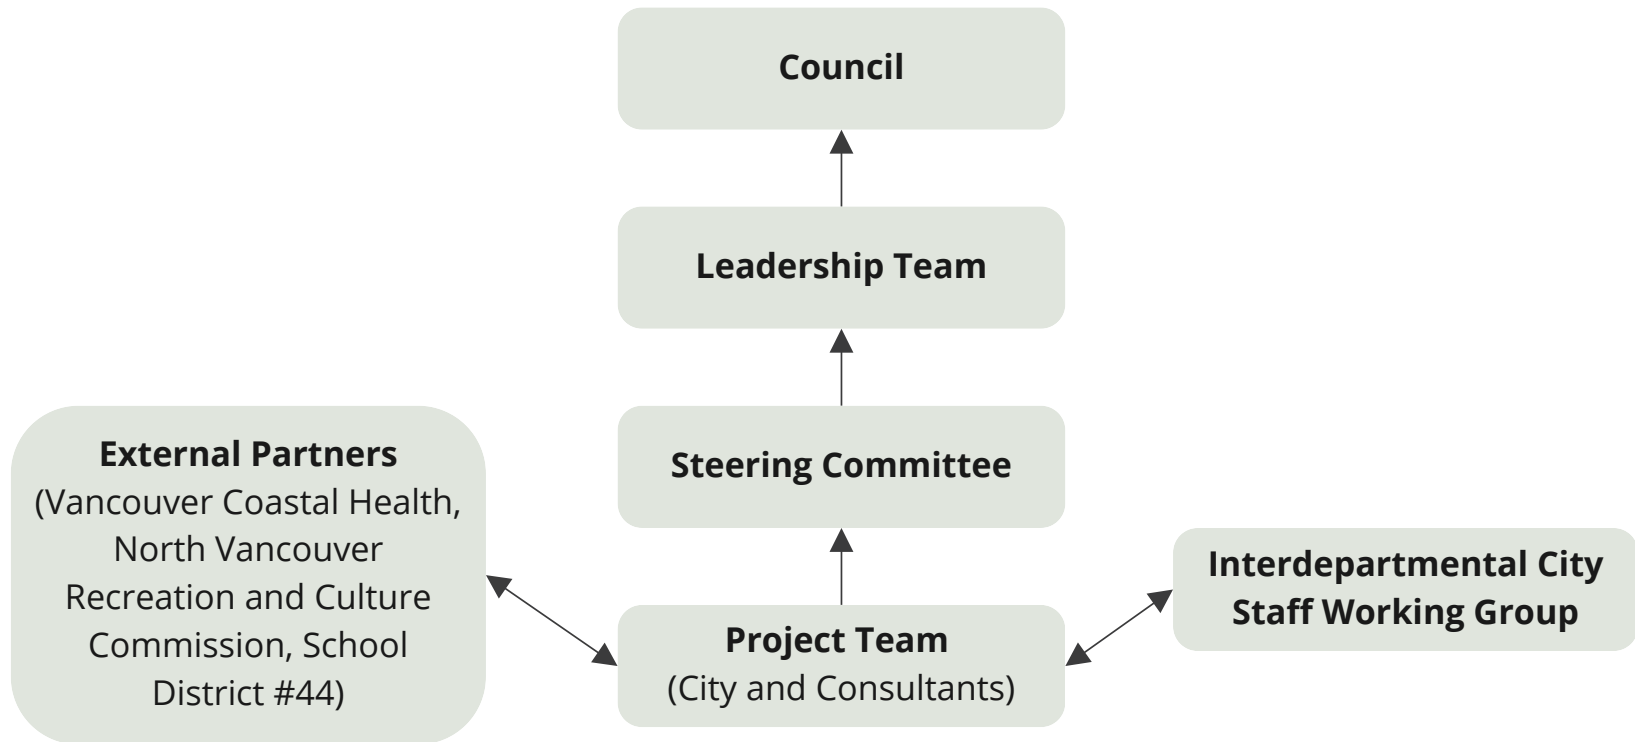 Council
Leadership Team
Steering Committee
External Partners
(Vancouver Coastal Health,
North Vancouver
Recreation and Culture
Commission, School
District #44)
Project Team
(City and Consultants)
Interdepartmental City
Staff Working Group